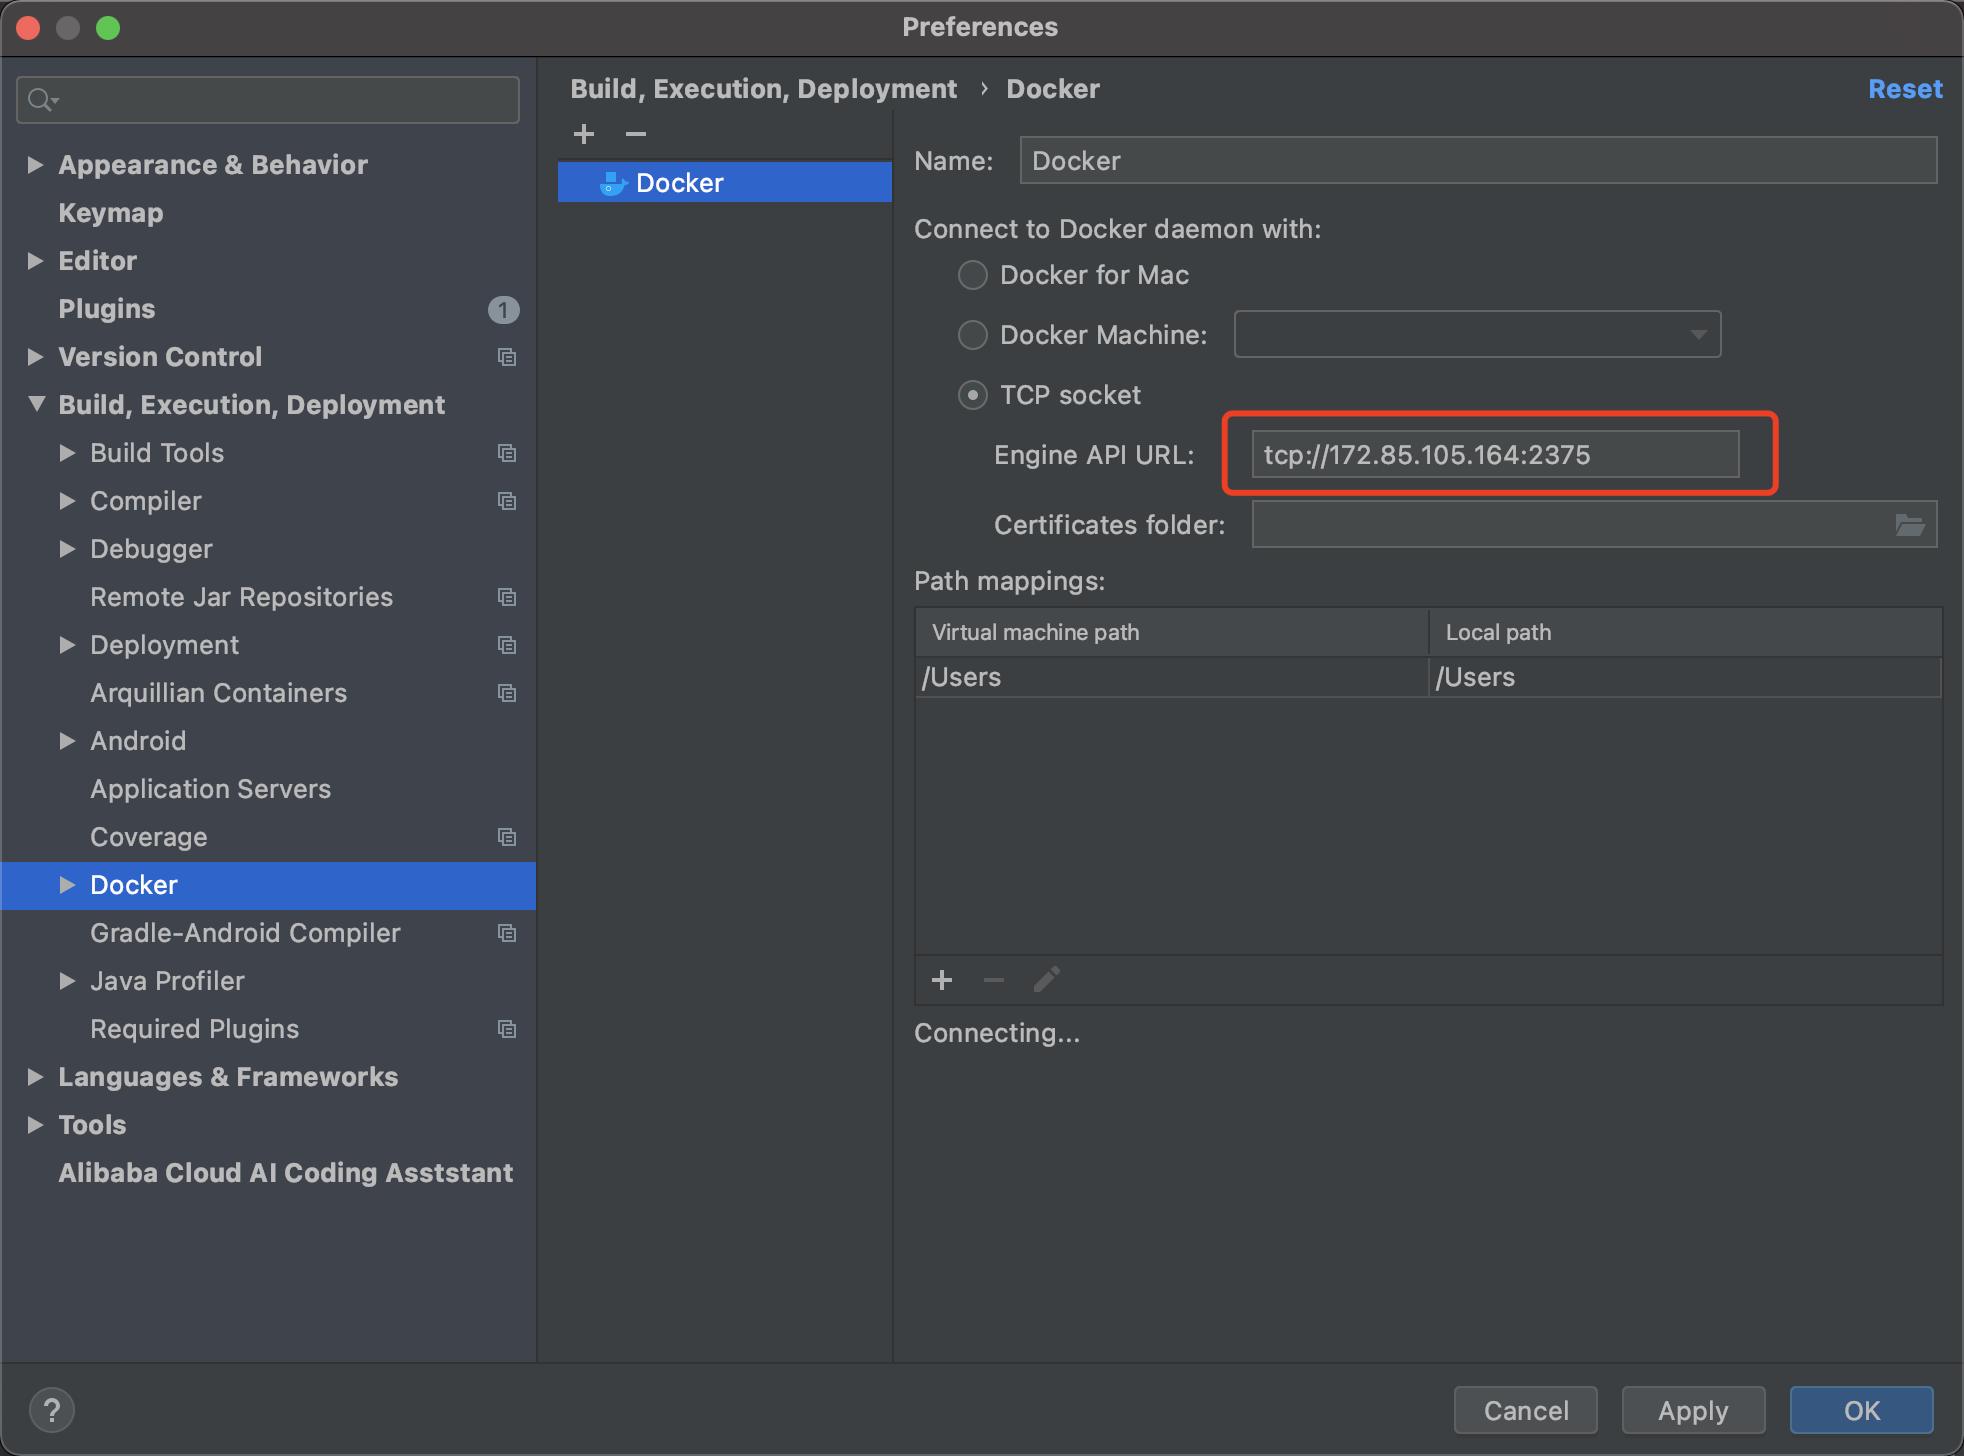 Preferences
Appearance & Behavior
Keymap
Editor
Plugins 1
Version Control
Build, Execution, Deployment
Build Tools
Compiler
Debugger
Remote Jar Repositories
Deployment
Arquillian Containers
Android
Application Servers
Coverage
Docker
Gradle-Android Compiler
Java Profiler
Required Plugins
Languages & Frameworks
Tools
Alibaba Cloud AI Coding Asststant
Build, Execution, Deployment › Docker
Reset
Docker
Name: Docker
Connect to Docker daemon with:
Docker for Mac
Docker Machine:
TCP socket
Engine API URL: tcp://172.85.105.164:2375
Certificates folder:
Path mappings:
Virtual machine path Local path
/Users /Users
Connecting...
? Cancel Apply OK